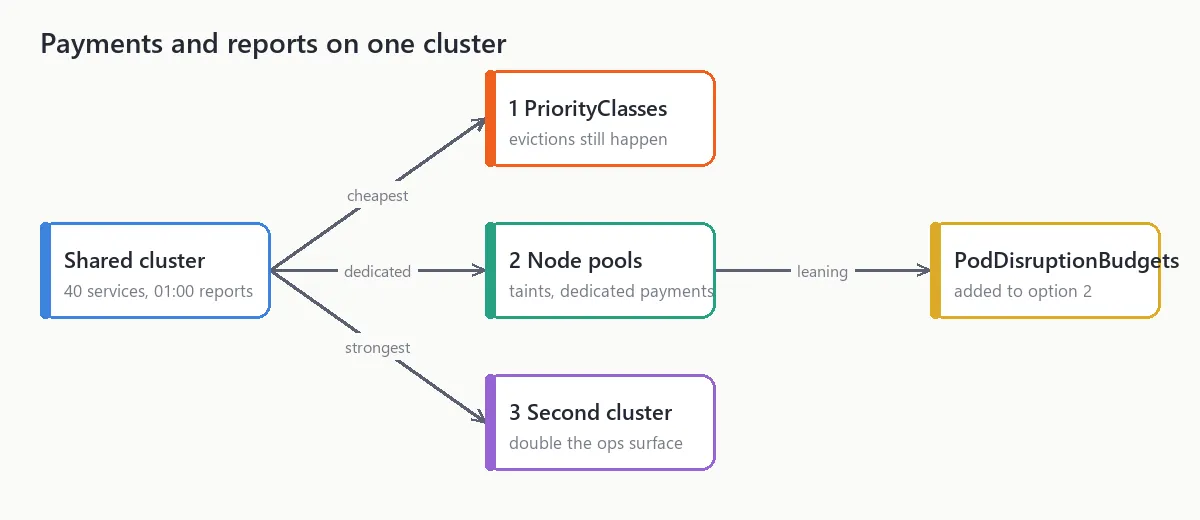 Payments and reports on one cluster
1 PriorityClasses
evictions still happen
cheapest
Shared cluster
40 services, 01:00 reports
dedicated
2 Node pools
taints, dedicated payments
leaning
PodDisruptionBudgets
added to option 2
strongest
3 Second cluster
double the ops surface